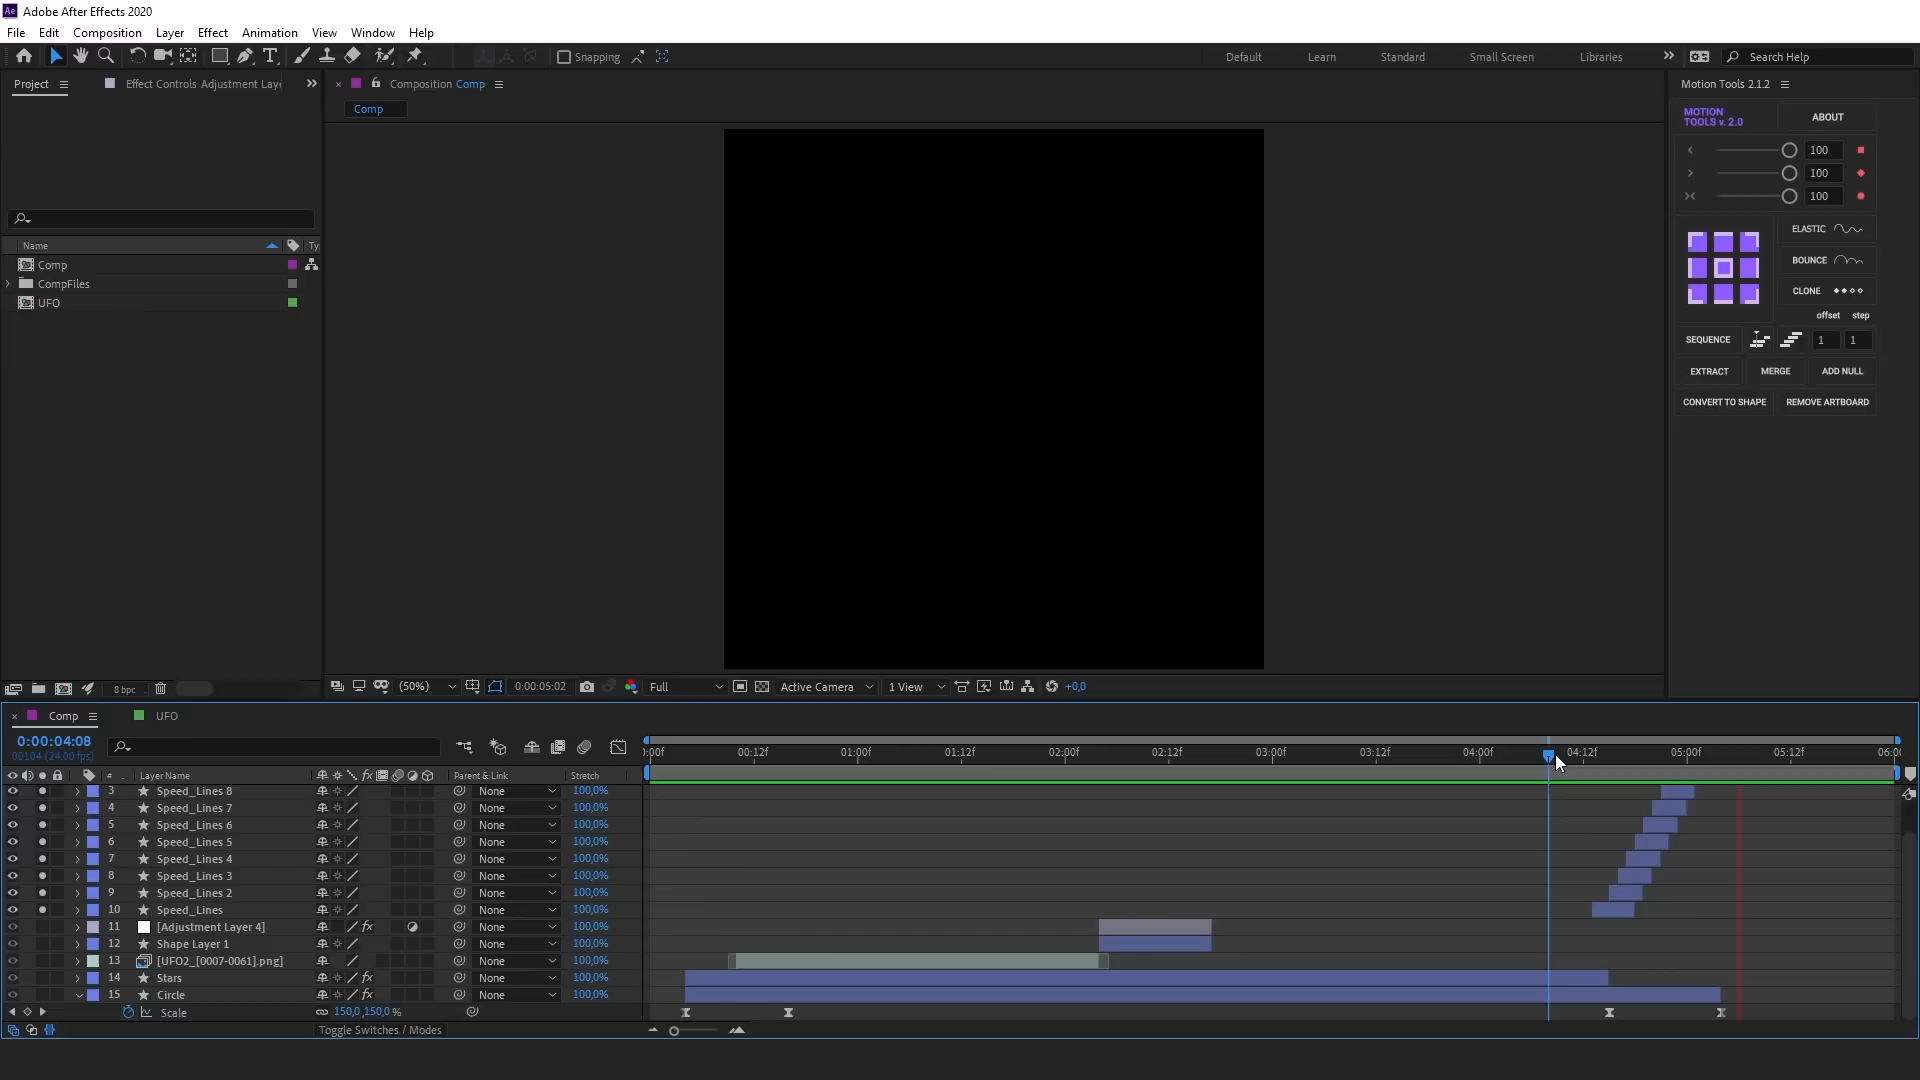 Adobe After Effects 2020
File Edit Composition Layer Effect Animation View Window Help
Snapping Default Learn Standard Small Screen Libraries Search Help
Project Effect Controls Adjustment Laye
Composition Comp
Motion Tools 2.1.2
Comp
MOTION
TOOLS v. 2.0
ABOUT
100
100
100
ELASTIC
BOUNCE
CLONE
offset step
SEQUENCE 1 1
EXTRACT MERGE ADD NULL
CONVERT TO SHAPE REMOVE ARTBOARD
Name Ty
Comp
CompFiles
UFO
8 bpc
(50%) 0:00:05:02 Full Active Camera 1 View +0,0
Comp UFO
0:00:04:08
00104 (24.00 fps)
:00f 00:12f 01:00f 01:12f 02:00f 02:12f 03:00f 03:12f 04:00f 04:12f 05:00f 05:12f 06:00
# Layer Name Parent & Link Stretch
3 Speed_Lines 8 None 100,0%
4 Speed_Lines 7 None 100,0%
5 Speed_Lines 6 None 100,0%
6 Speed_Lines 5 None 100,0%
7 Speed_Lines 4 None 100,0%
8 Speed_Lines 3 None 100,0%
9 Speed_Lines 2 None 100,0%
10 Speed_Lines None 100,0%
11 [Adjustment Layer 4] fx None 100,0%
12 Shape Layer 1 None 100,0%
13 [UFO2_[0007-0061].png] None 100,0%
14 Stars fx None 100,0%
15 Circle fx None 100,0%
Scale 150,0,150,0 %
Toggle Switches / Modes